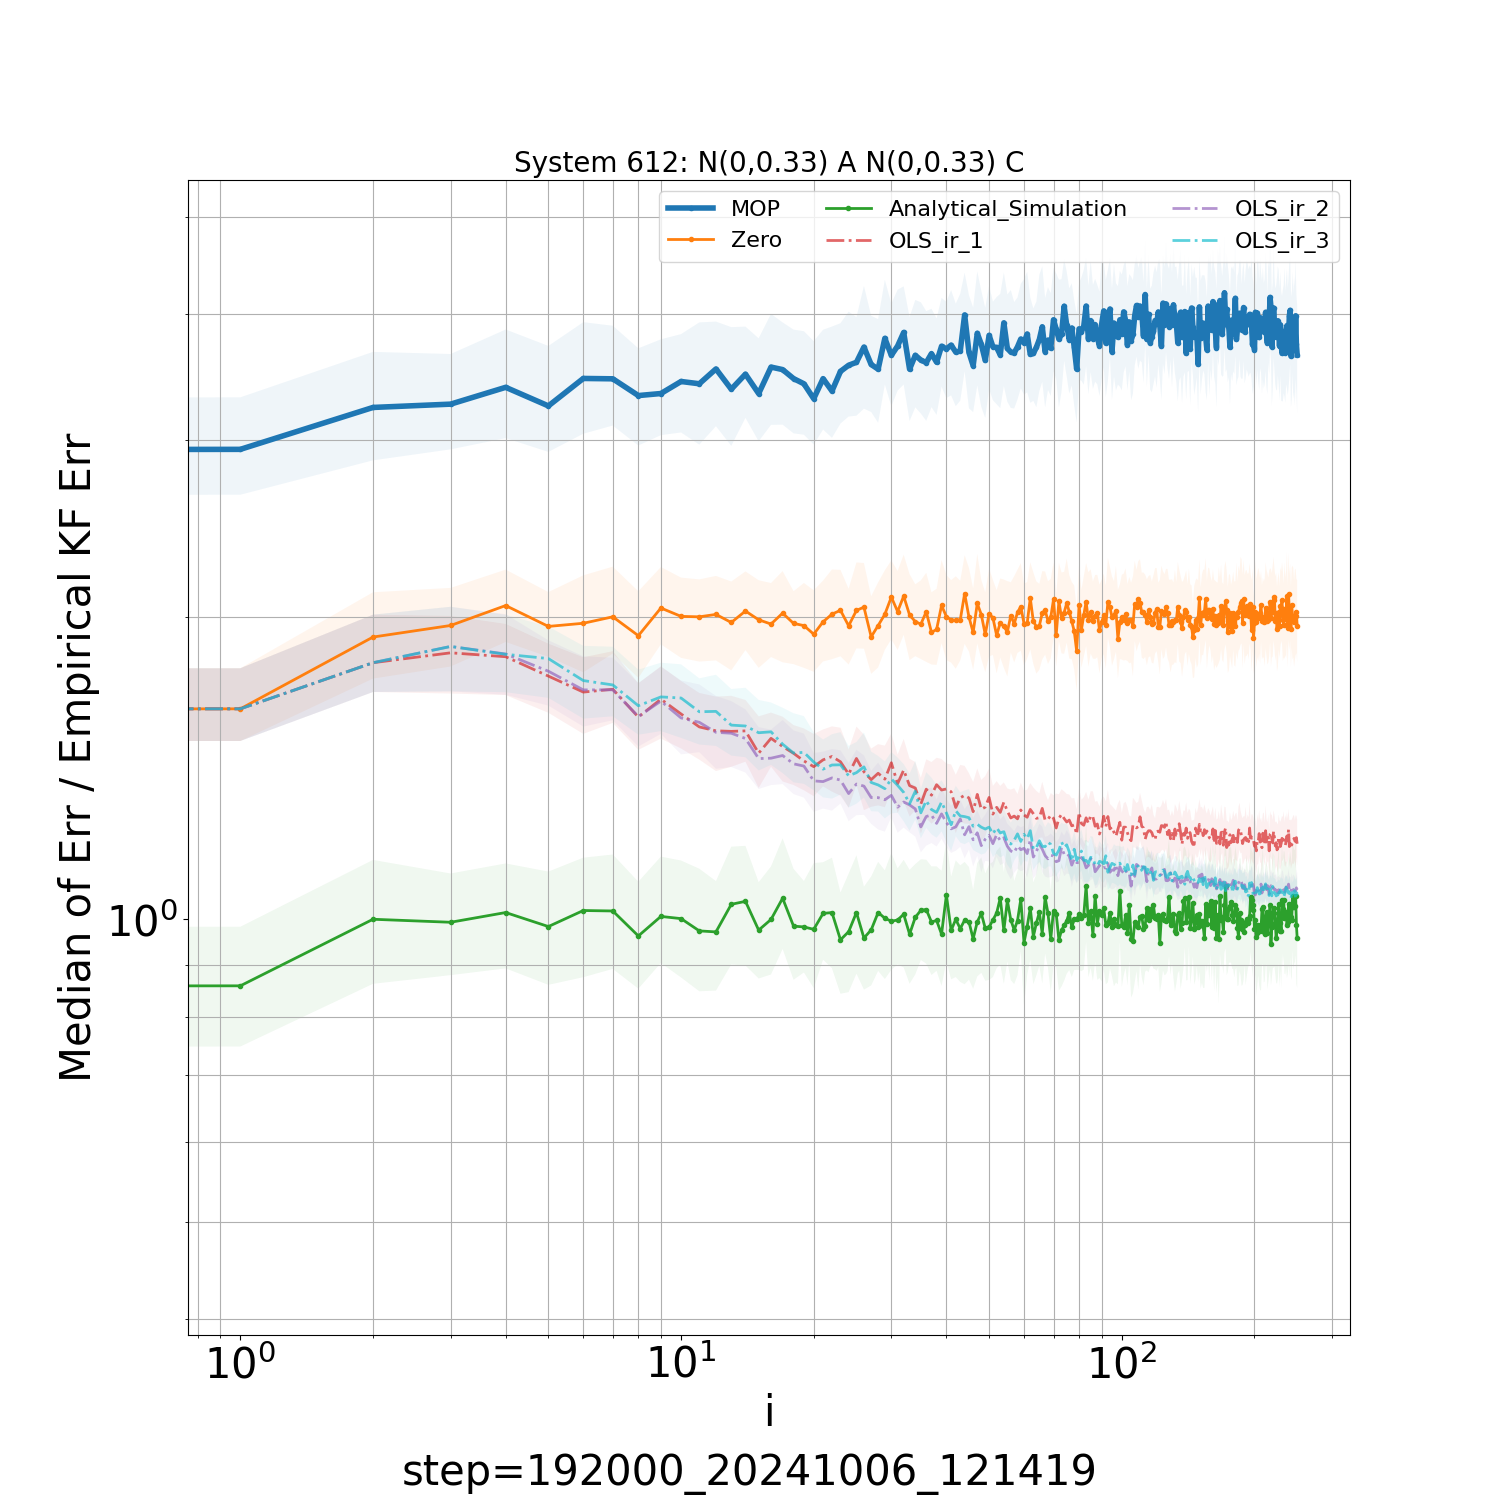 System 612: N(0,0.33) A N(0,0.33) C
MOP
Zero
Analytical_Simulation
OLS_ir_1
OLS_ir_2
OLS_ir_3
Median of Err / Empirical KF Err
10⁰
10⁰ 10¹ 10²
i
step=192000_20241006_121419